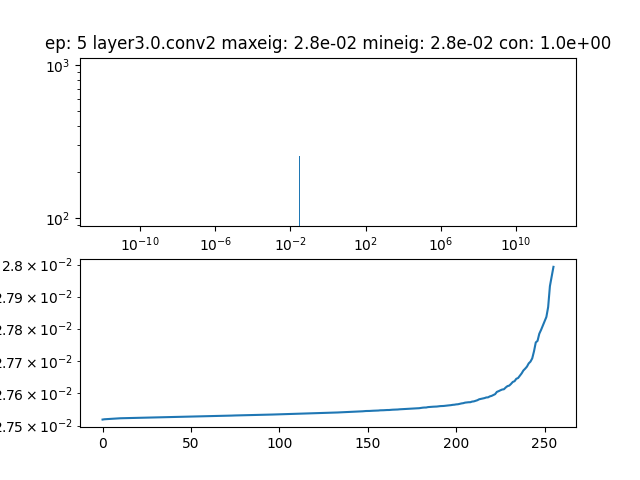 ep: 5 layer3.0.conv2 maxeig: 2.8e-02 mineig: 2.8e-02 con: 1.0e+00
10³
10²
10⁻¹⁰ 10⁻⁶ 10⁻² 10² 10⁶ 10¹⁰
2.8 × 10⁻²
2.79 × 10⁻²
2.78 × 10⁻²
2.77 × 10⁻²
2.76 × 10⁻²
2.75 × 10⁻²
0 50 100 150 200 250